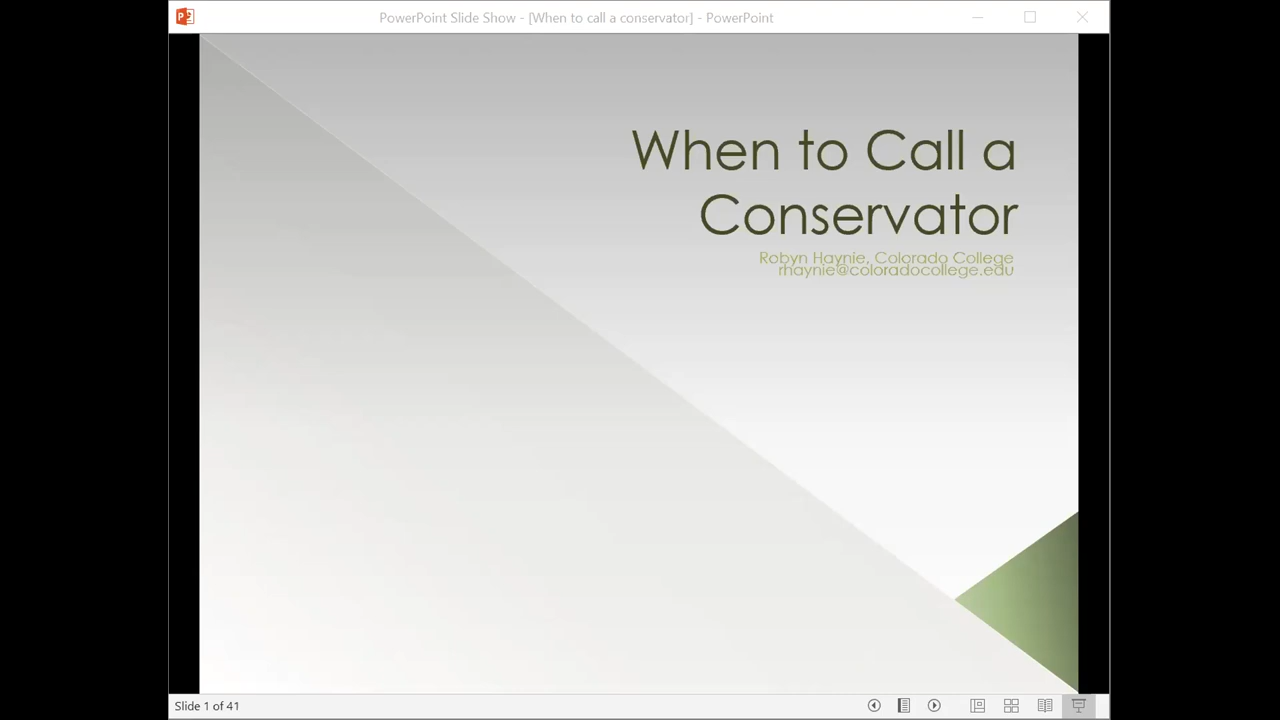 PowerPoint Slide Show - [When to call a conservator] - PowerPoint
When to Call a
Conservator
Robyn Haynie, Colorado College
rhaynie@coloradocollege.edu
Slide 1 of 41